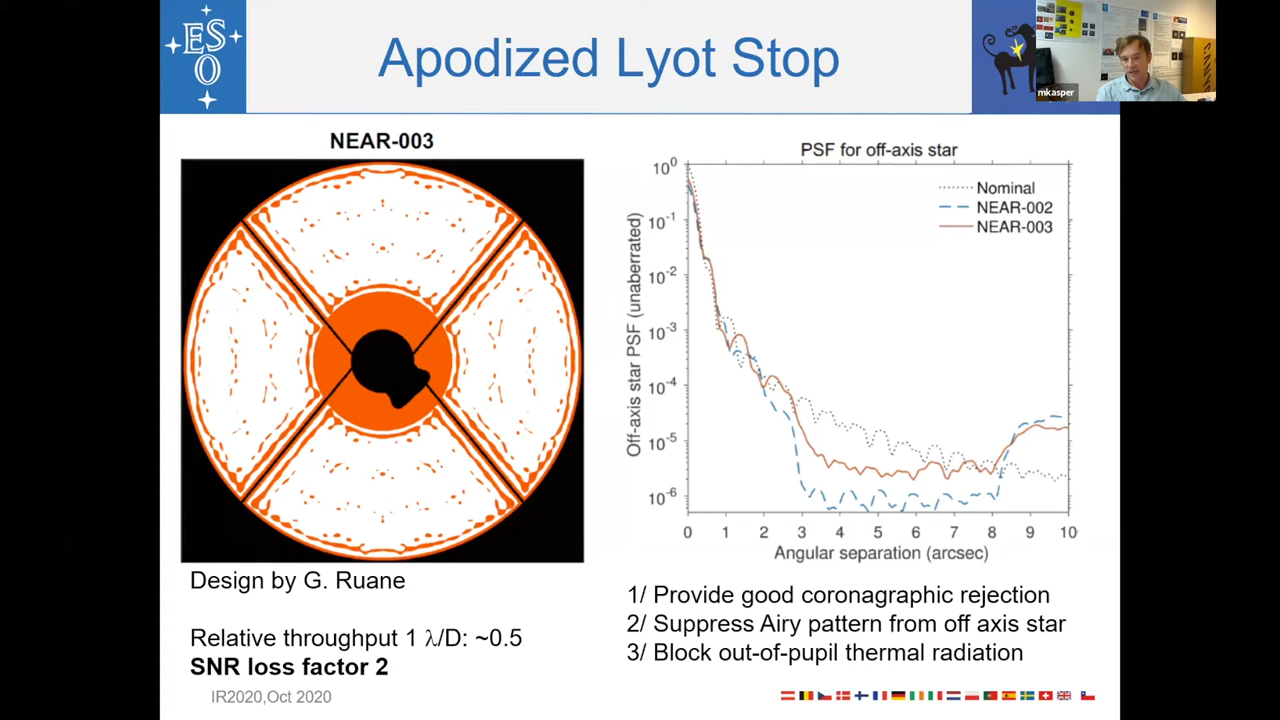 ES
O
Apodized Lyot Stop
mkasper
NEAR-003
Design by G. Ruane
Relative throughput 1 λ/D: ~0.5
SNR loss factor 2
PSF for off-axis star
Nominal
NEAR-002
NEAR-003
Off-axis star PSF (unaberrated)
10⁰
10⁻¹
10⁻²
10⁻³
10⁻⁴
10⁻⁵
10⁻⁶
0 1 2 3 4 5 6 7 8 9 10
Angular separation (arcsec)
1/ Provide good coronagraphic rejection
2/ Suppress Airy pattern from off axis star
3/ Block out-of-pupil thermal radiation
IR2020,Oct 2020